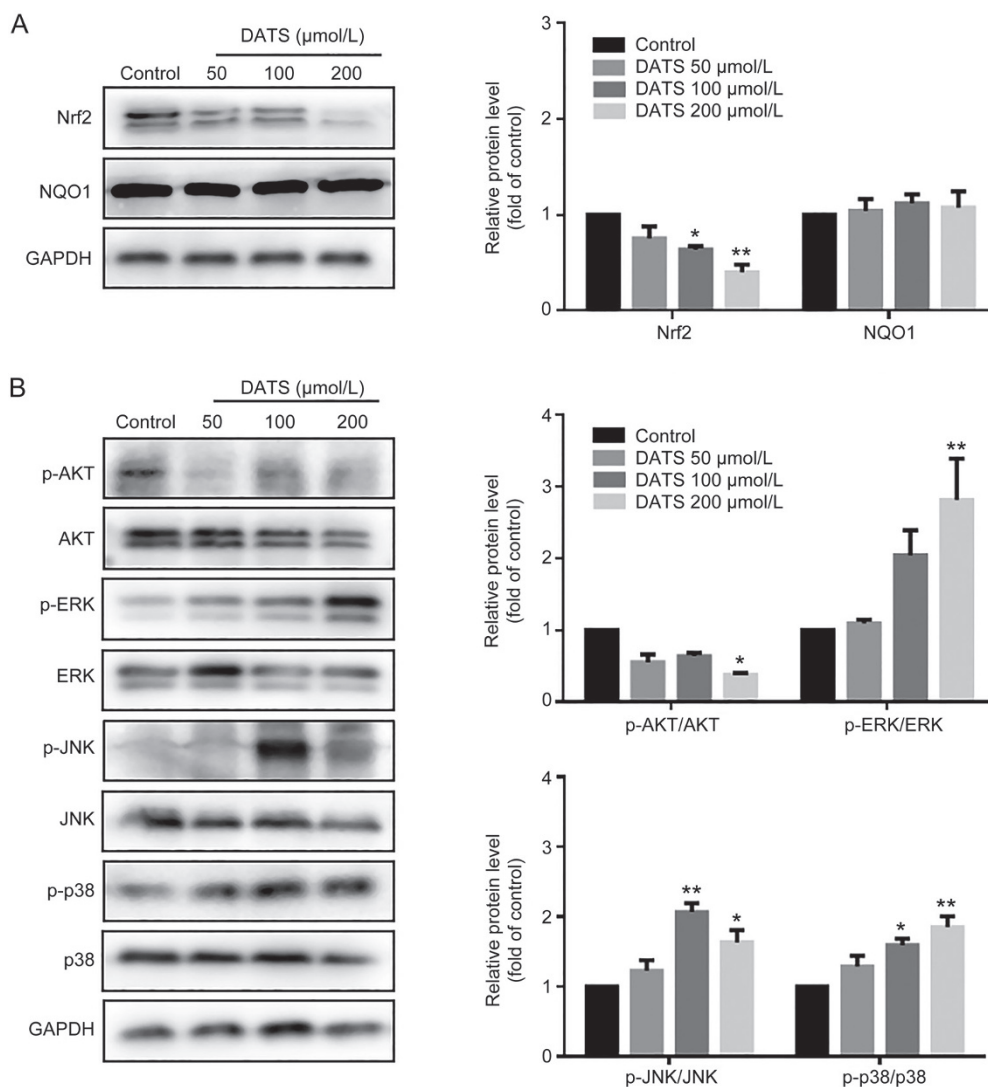 A
DATS (µmol/L)
Control 50 100 200
Nrf2
NQO1
GAPDH
Relative protein level
(fold of control)
3
2
1
0
Control
DATS 50 µmol/L
DATS 100 µmol/L
DATS 200 µmol/L
*
**
Nrf2 NQO1
B
DATS (µmol/L)
Control 50 100 200
p-AKT
AKT
p-ERK
ERK
p-JNK
JNK
p-p38
p38
GAPDH
Relative protein level
(fold of control)
4
3
2
1
0
Control
DATS 50 µmol/L
DATS 100 µmol/L
DATS 200 µmol/L
*
**
p-AKT/AKT p-ERK/ERK
Relative protein level
(fold of control)
4
3
2
1
0
**
*
*
**
p-JNK/JNK p-p38/p38